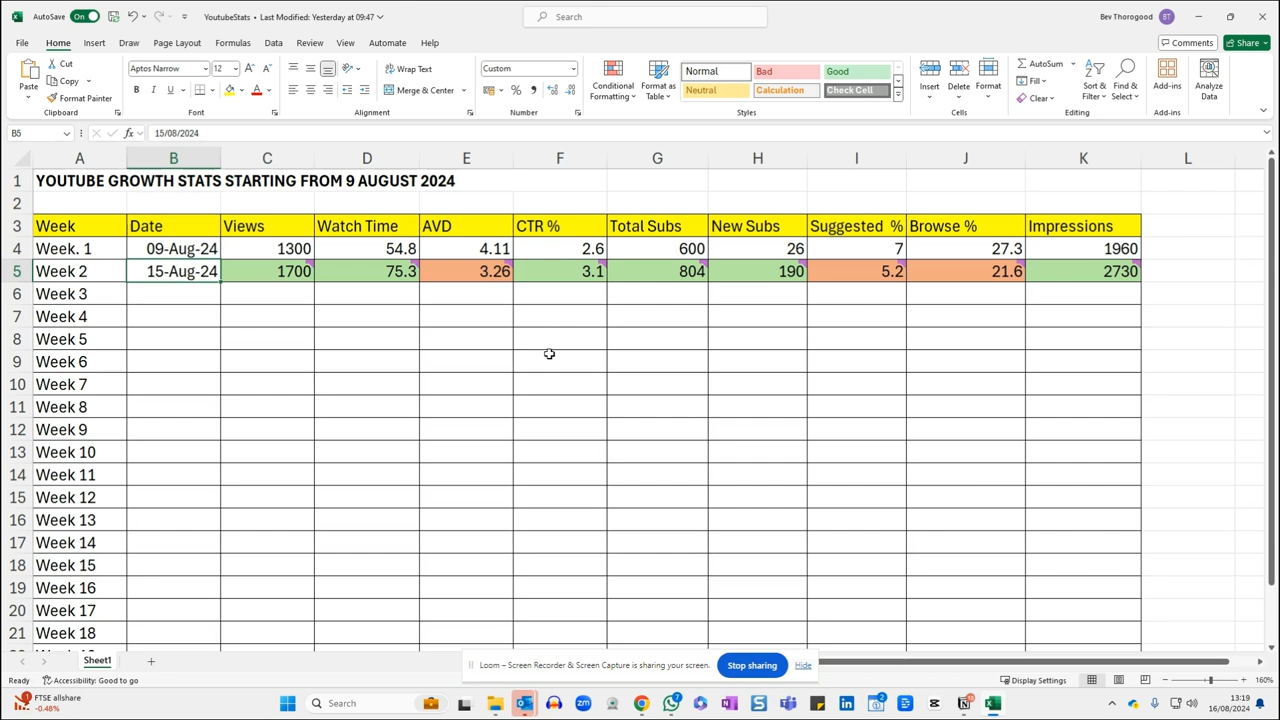 AutoSave On YoutubeStats • Last Modified: Yesterday at 09:47 Search Bev Thorogood BT
File Home Insert Draw Page Layout Formulas Data Review View Automate Help Comments Share
Paste Cut Copy Format Painter Clipboard
Aptos Narrow 12 B I U Font
Wrap Text Merge & Center Alignment
Custom Number
Conditional Formatting Format as Table Normal Bad Good Neutral Calculation Check Cell Styles
Insert Delete Format Cells
AutoSum Fill Clear Sort & Filter Find & Select Editing
Add-ins Add-ins
Analyze Data
B5 fx 15/08/2024
A B C D E F G H I J K L
1 YOUTUBE GROWTH STATS STARTING FROM 9 AUGUST 2024
2
3 Week Date Views Watch Time AVD CTR % Total Subs New Subs Suggested % Browse % Impressions
4 Week. 1 09-Aug-24 1300 54.8 4.11 2.6 600 26 7 27.3 1960
5 Week 2 15-Aug-24 1700 75.3 3.26 3.1 804 190 5.2 21.6 2730
6 Week 3
7 Week 4
8 Week 5
9 Week 6
10 Week 7
11 Week 8
12 Week 9
13 Week 10
14 Week 11
15 Week 12
16 Week 13
17 Week 14
18 Week 15
19 Week 16
20 Week 17
21 Week 18
Sheet1
Loom – Screen Recorder & Screen Capture is sharing your screen. Stop sharing Hide
Ready Accessibility: Good to go Display Settings 160%
FTSE allshare
-0.48%
Search
13:19
16/08/2024